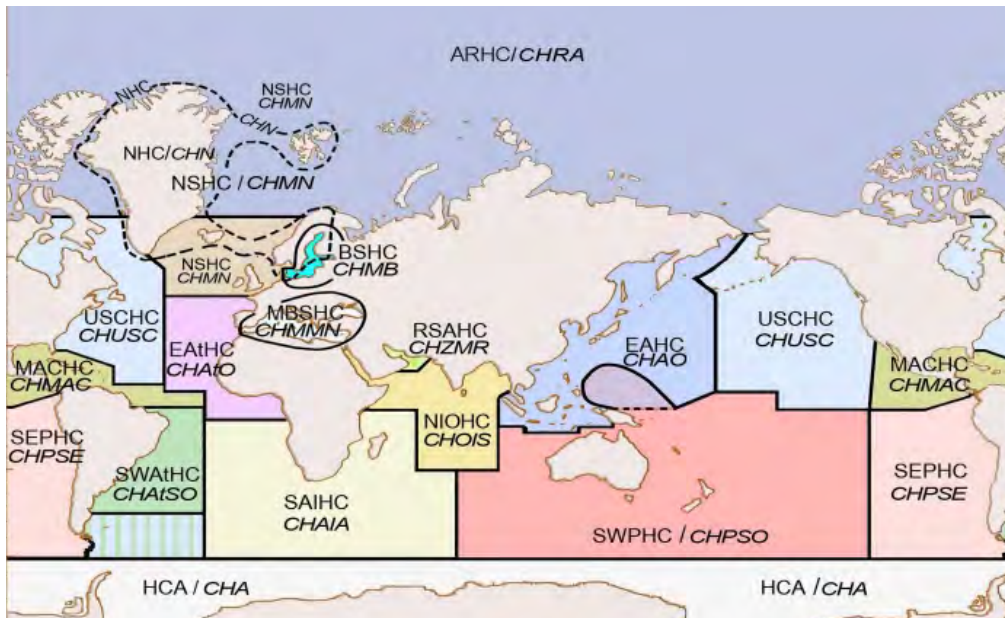 ARHC/CHRA
NHC
NSHC
CHMN
CHN
NHC/CHN
NSHC / CHMN
NSHC
CHMN
BSHC
CHMB
USCHC
CHUSC
MBSHC
CHMMN
EAtHC
CHAtO
RSAHC
CHZMR
EAHC
CHAO
USCHC
CHUSC
MACHC
CHMAC
MACHC
CHMAC
NIOHC
CHOIS
SEPHC
CHPSE
SWAtHC
CHAtSO
SEPHC
CHPSE
SAIHC
CHAIA
SWPHC / CHPSO
HCA / CHA
HCA / CHA